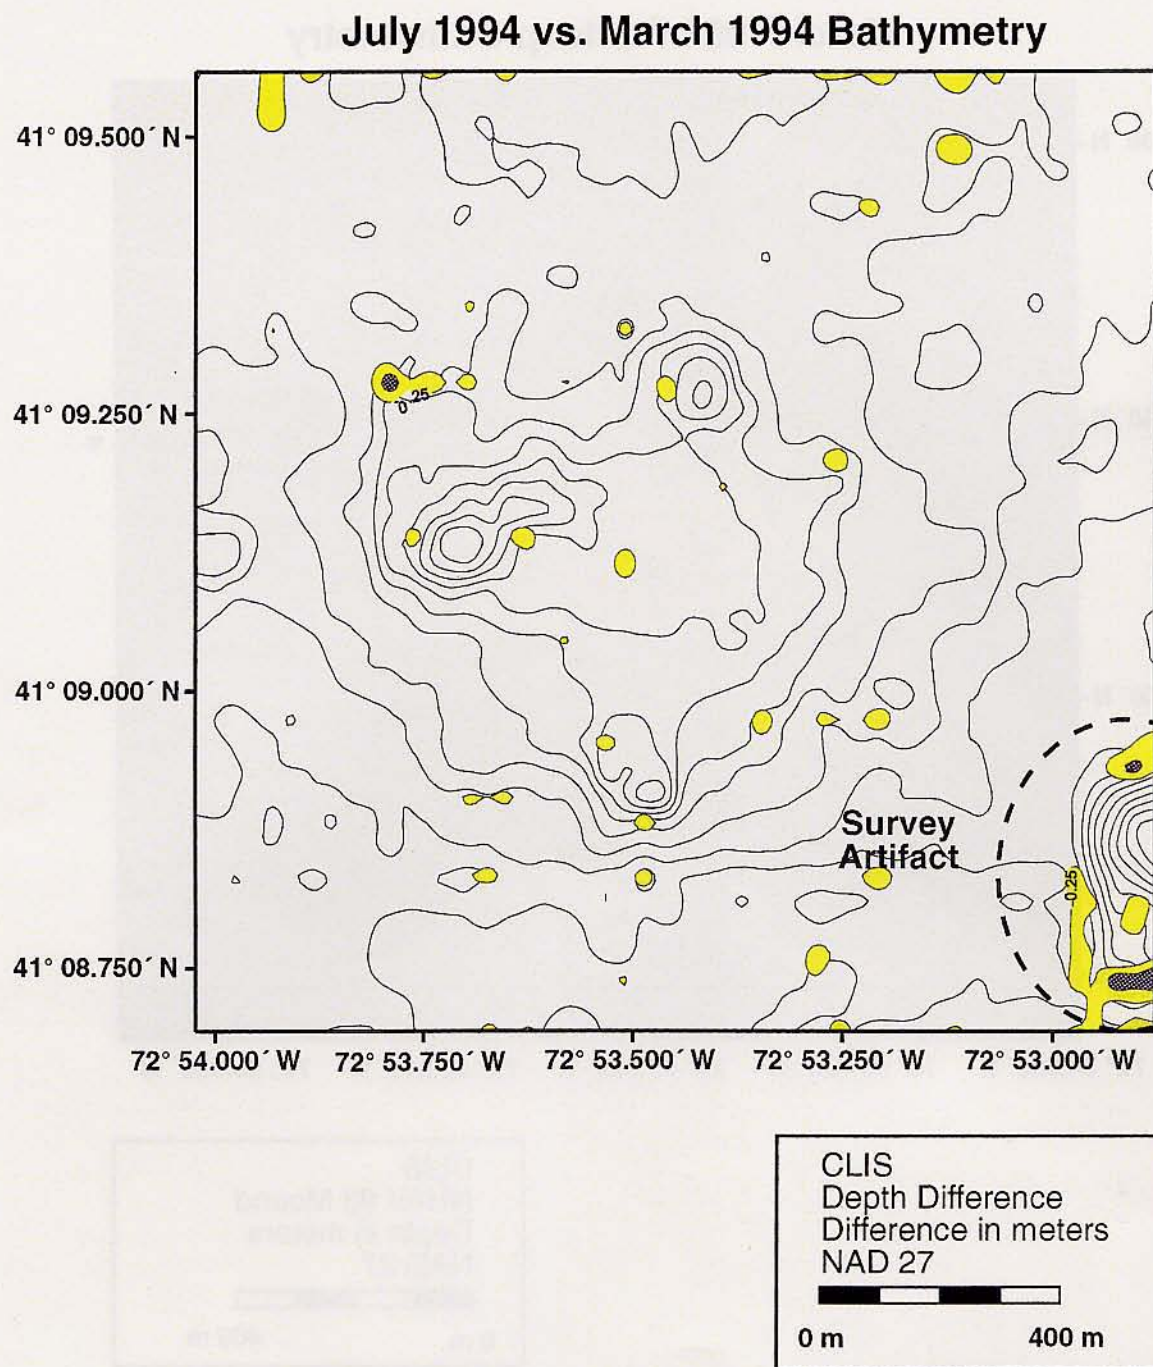 July 1994 vs. March 1994 Bathymetry
41° 09.500´ N
41° 09.250´ N
0.25
41° 09.000´ N
Survey
Artifact
0.25
41° 08.750´ N
72° 54.000´ W 72° 53.750´ W 72° 53.500´ W 72° 53.250´ W 72° 53.000´ W
CLIS
Depth Difference
Difference in meters
NAD 27
0 m 400 m